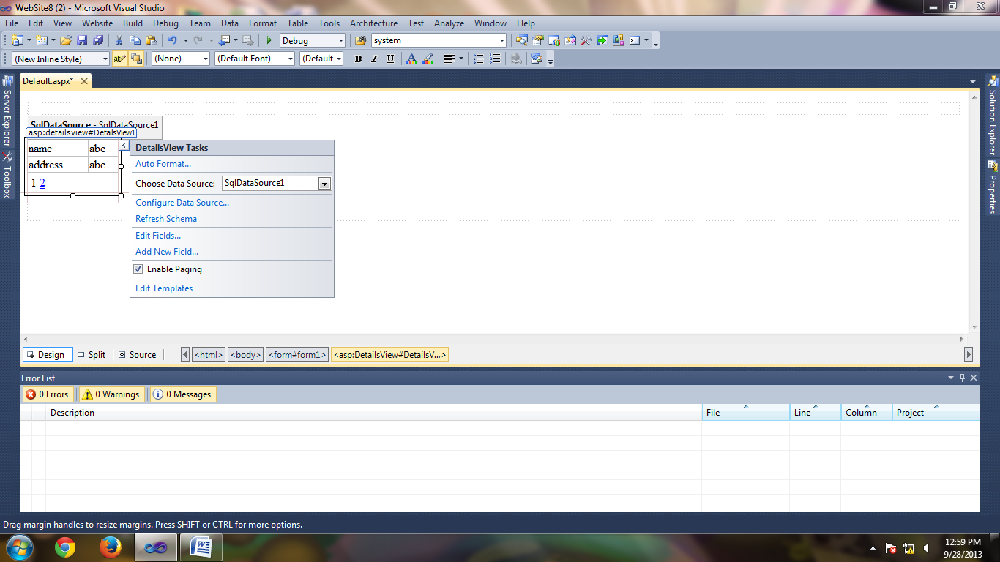 WebSite8 (2) - Microsoft Visual Studio
File Edit View Website Build Debug Team Data Format Table Tools Architecture Test Analyze Window Help
Debug system
(New Inline Style) ab (None) (Default Font) (Default B I U A
Default.aspx*
Server Explorer
Toolbox
Solution Explorer
Properties
SqlDataSource - SqlDataSource1
asp:detailsview#DetailsView1
name abc
address abc
1 2
DetailsView Tasks
Auto Format...
Choose Data Source: SqlDataSource1
Configure Data Source...
Refresh Schema
Edit Fields...
Add New Field...
Enable Paging
Edit Templates
Design Split Source <html> <body> <form#form1> <asp:DetailsView#DetailsV...>
Error List
0 Errors 0 Warnings 0 Messages
Description File Line Column Project
Drag margin handles to resize margins. Press SHIFT or CTRL for more options.
12:59 PM
9/28/2013